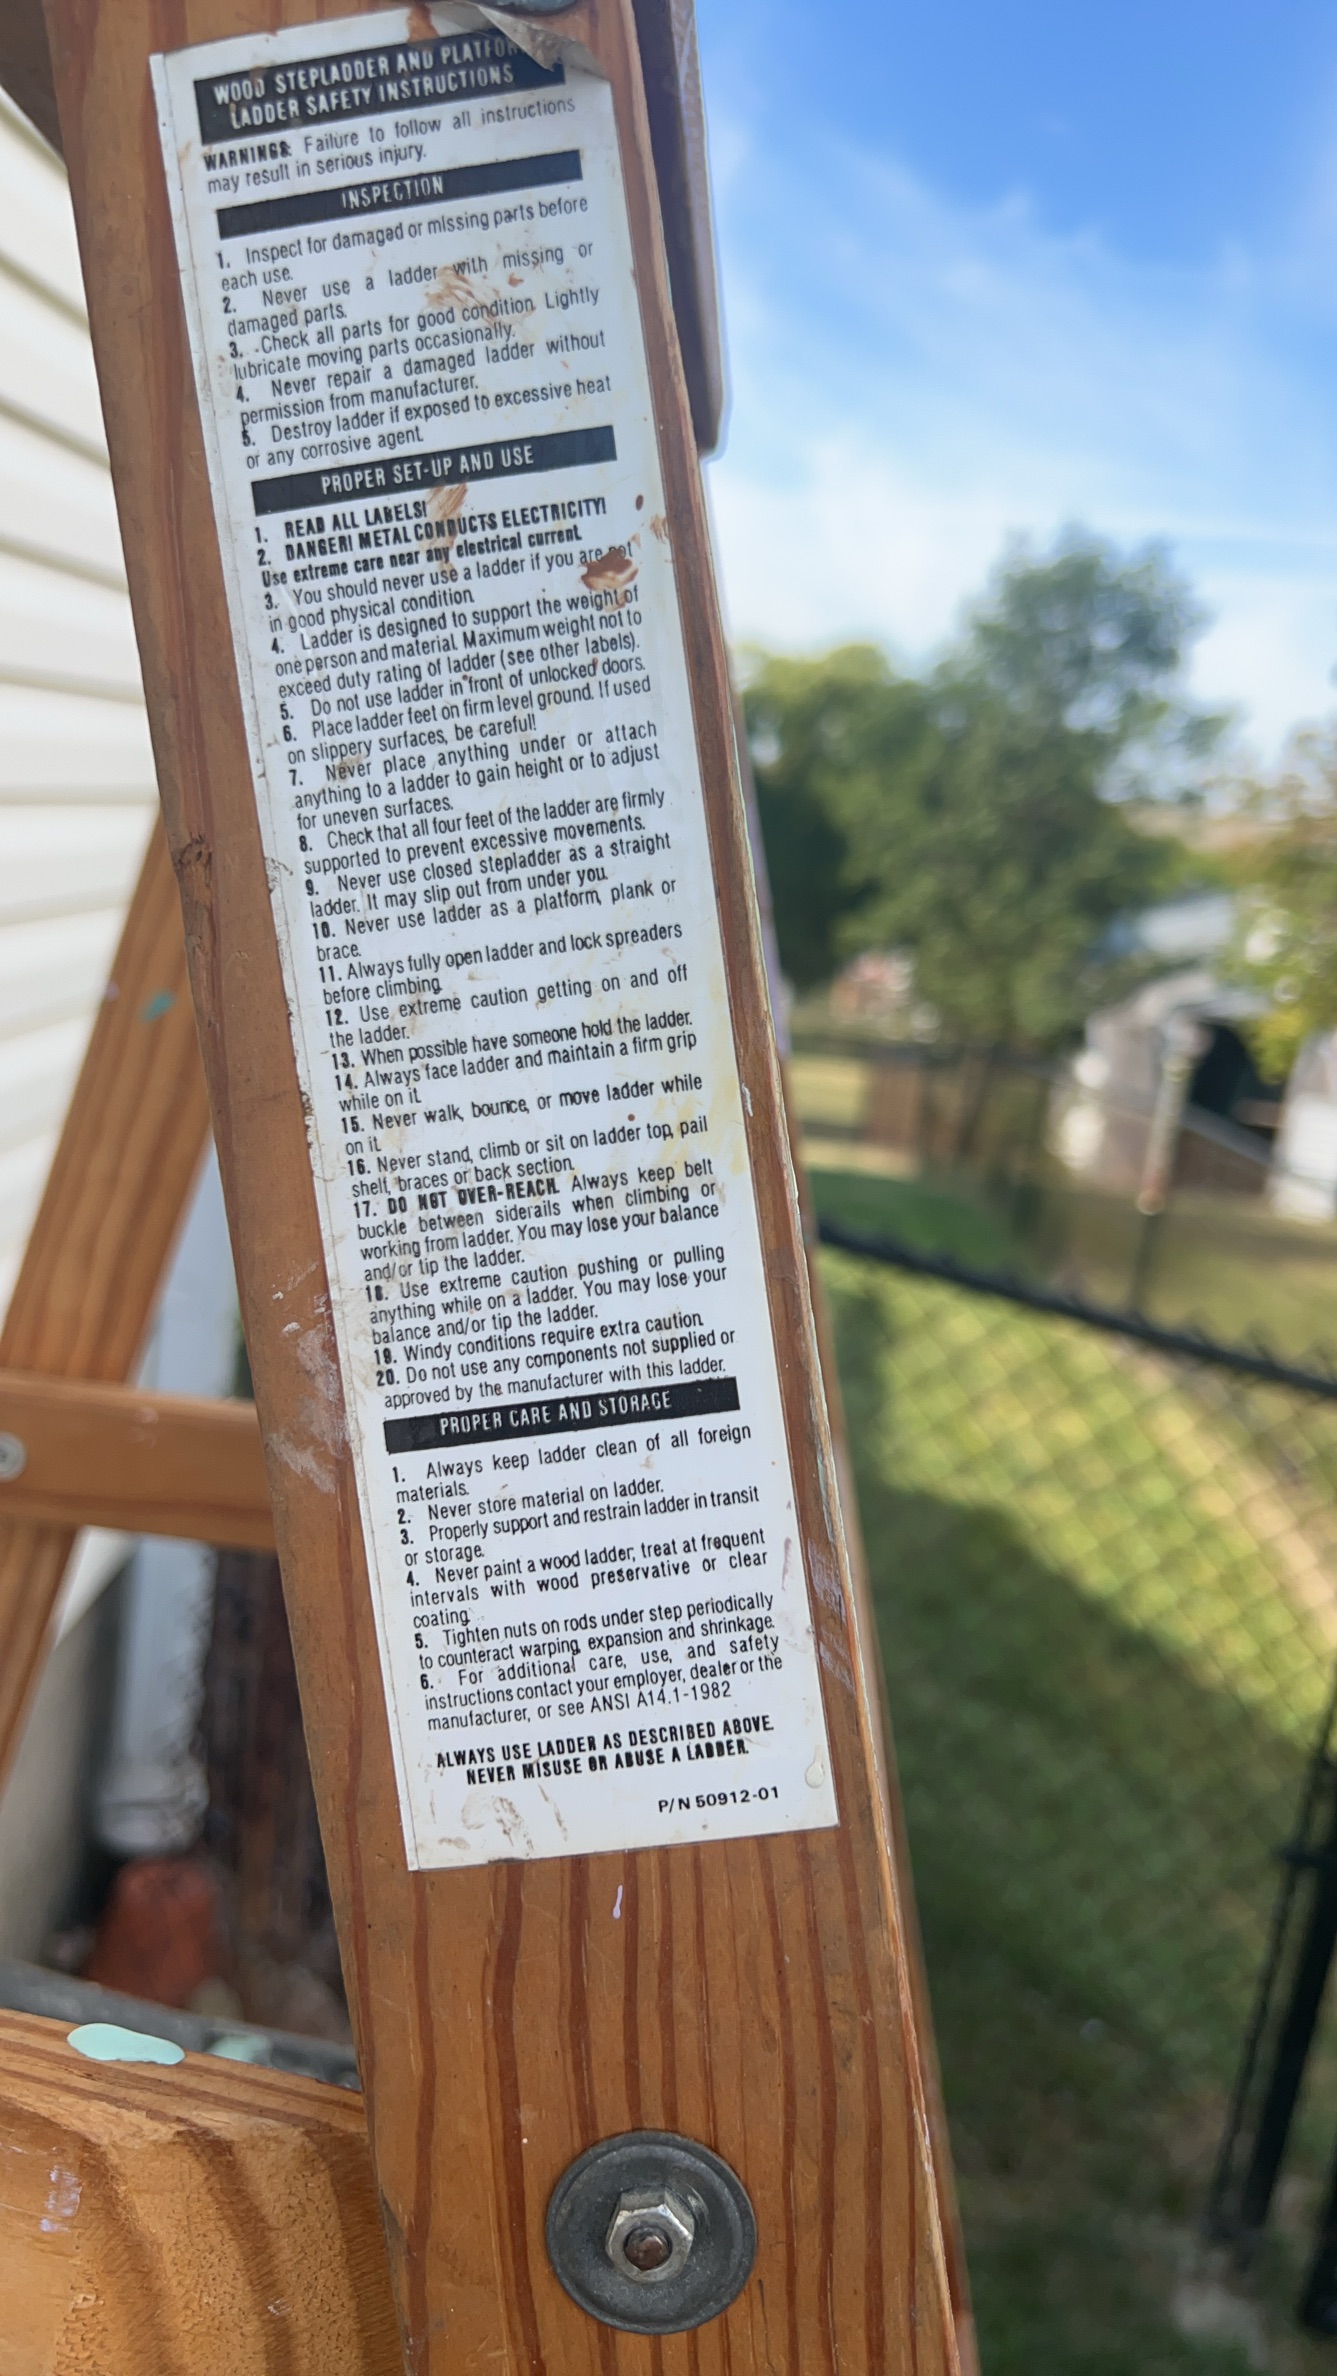 WOOD STEPLADDER AND PLATFOR
LADDER SAFETY INSTRUCTIONS
WARNINGS: Failure to follow all instructions
may result in serious injury.
INSPECTION
1. Inspect for damaged or missing parts before
each use.
2. Never use a ladder with missing or
damaged parts.
3. Check all parts for good condition. Lightly
lubricate moving parts occasionally.
4. Never repair a damaged ladder without
permission from manufacturer.
5. Destroy ladder if exposed to excessive heat
or any corrosive agent.
PROPER SET-UP AND USE
1. READ ALL LABELS!
2. DANGER! METAL CONDUCTS ELECTRICITY!
Use extreme care near any electrical current.
3. You should never use a ladder if you are not
in good physical condition.
4. Ladder is designed to support the weight of
one person and material. Maximum weight not to
exceed duty rating of ladder (see other labels).
5. Do not use ladder in front of unlocked doors.
6. Place ladder feet on firm level ground. If used
on slippery surfaces, be careful!
7. Never place anything under or attach
anything to a ladder to gain height or to adjust
for uneven surfaces.
8. Check that all four feet of the ladder are firmly
supported to prevent excessive movements.
9. Never use closed stepladder as a straight
ladder. It may slip out from under you.
10. Never use ladder as a platform, plank or
brace.
11. Always fully open ladder and lock spreaders
before climbing.
12. Use extreme caution getting on and off
the ladder.
13. When possible have someone hold the ladder.
14. Always face ladder and maintain a firm grip
while on it.
15. Never walk, bounce, or move ladder while
on it.
16. Never stand, climb or sit on ladder top, pail
shelf, braces or back section.
17. DO NOT OVER-REACH. Always keep belt
buckle between siderails when climbing or
working from ladder. You may lose your balance
and/or tip the ladder.
18. Use extreme caution pushing or pulling
anything while on a ladder. You may lose your
balance and/or tip the ladder.
19. Windy conditions require extra caution.
20. Do not use any components not supplied or
approved by the manufacturer with this ladder.
PROPER CARE AND STORAGE
1. Always keep ladder clean of all foreign
materials.
2. Never store material on ladder.
3. Properly support and restrain ladder in transit
or storage.
4. Never paint a wood ladder, treat at frequent
intervals with wood preservative or clear
coating.
5. Tighten nuts on rods under step periodically
to counteract warping, expansion and shrinkage.
6. For additional care, use, and safety
instructions contact your employer, dealer or the
manufacturer, or see ANSI A14.1-1982
ALWAYS USE LADDER AS DESCRIBED ABOVE.
NEVER MISUSE OR ABUSE A LADDER.
P/N 50912-01